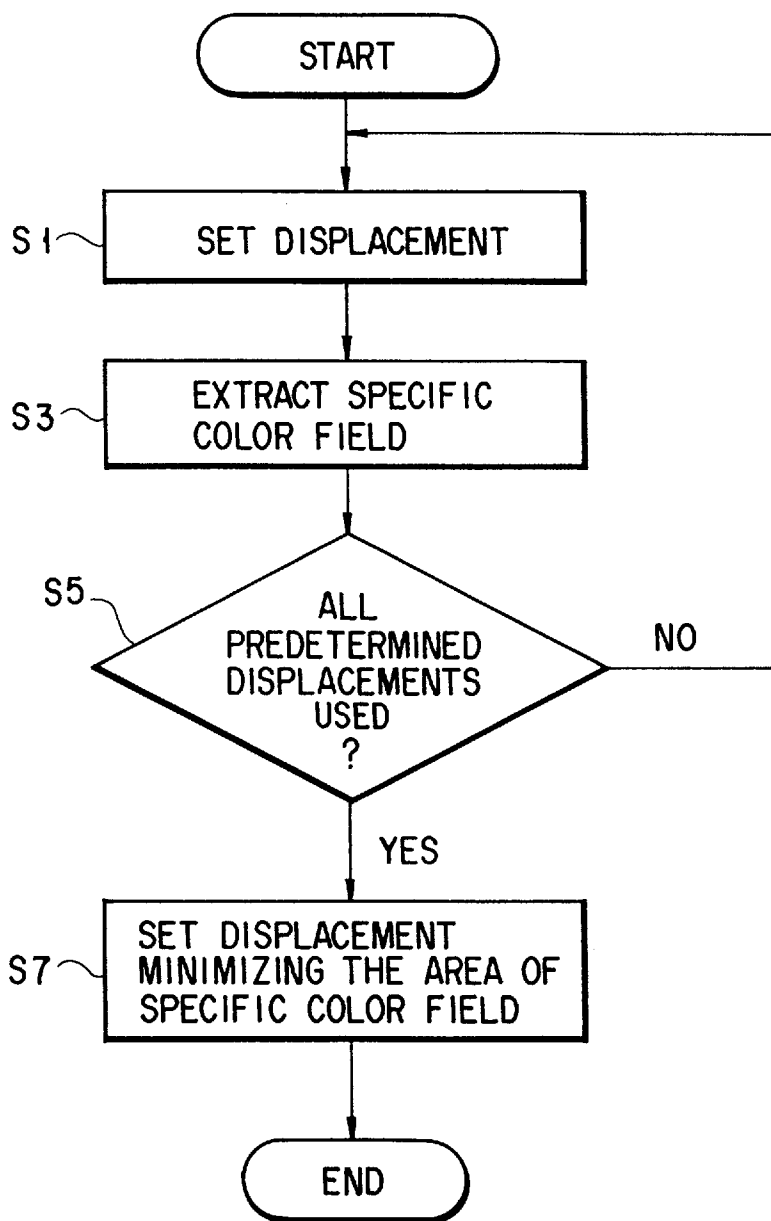 START
S1
SET DISPLACEMENT
S3
EXTRACT SPECIFIC
COLOR FIELD
S5
ALL
PREDETERMINED
DISPLACEMENTS
USED
?
NO
YES
S7
SET DISPLACEMENT
MINIMIZING THE AREA OF
SPECIFIC COLOR FIELD
END